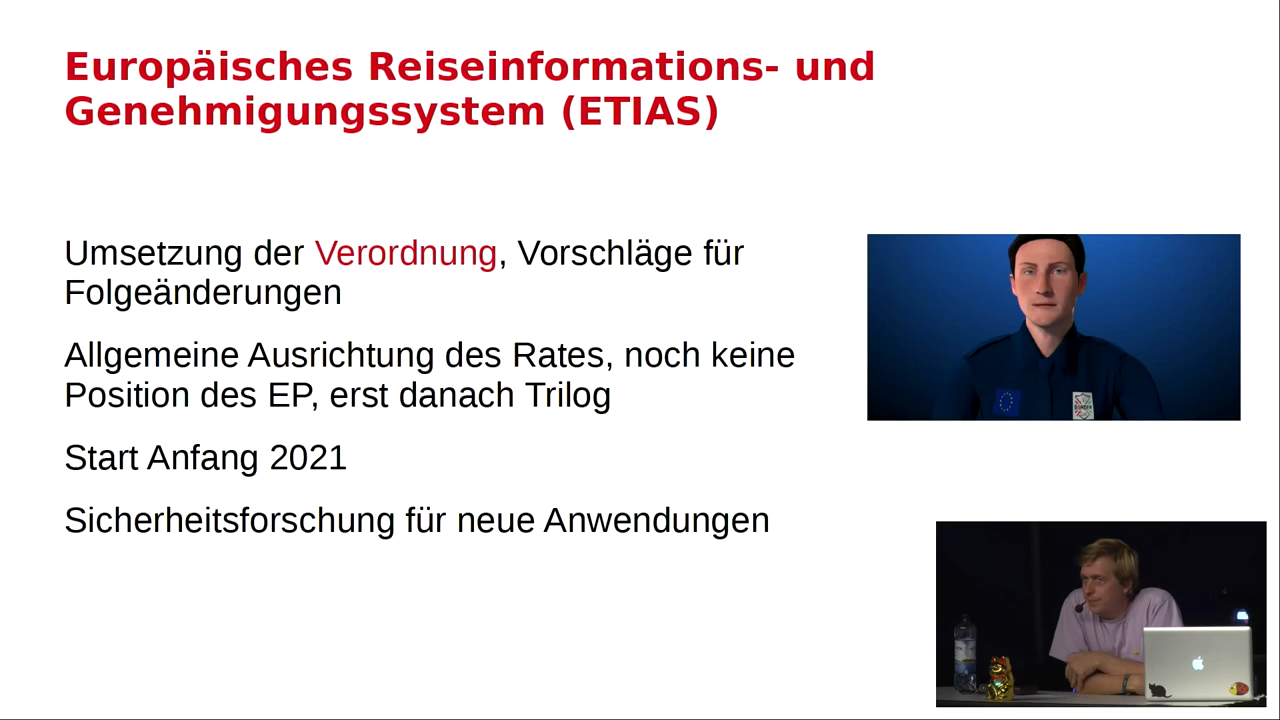 Europäisches Reiseinformations- und
Genehmigungssystem (ETIAS)
Umsetzung der Verordnung, Vorschläge für
Folgeänderungen
Allgemeine Ausrichtung des Rates, noch keine
Position des EP, erst danach Trilog
Start Anfang 2021
Sicherheitsforschung für neue Anwendungen